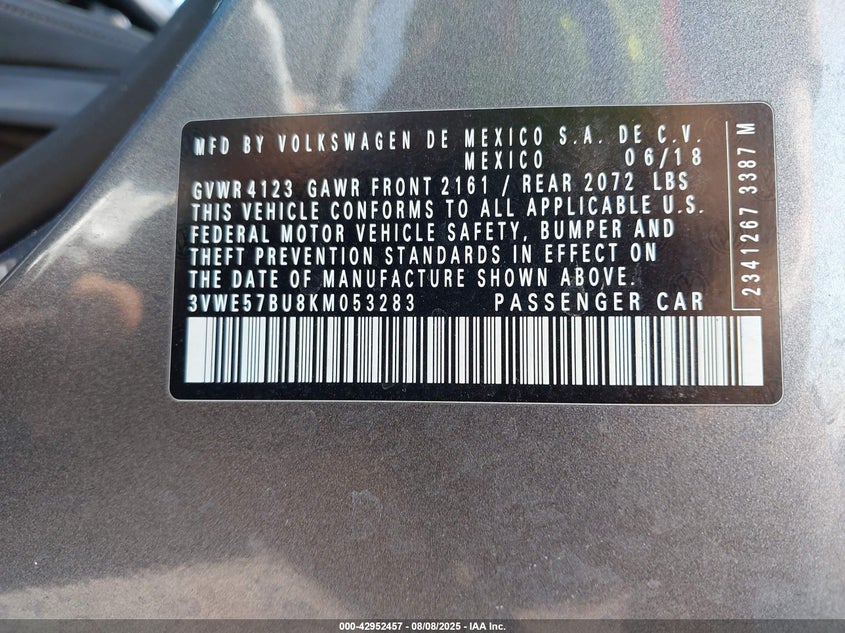 MFD BY VOLKSWAGEN DE MEXICO S.A. DE C.V.
MEXICO 06/18
GVWR 4123 GAWR FRONT 2161 / REAR 2072 LBS
THIS VEHICLE CONFORMS TO ALL APPLICABLE U.S.
FEDERAL MOTOR VEHICLE SAFETY, BUMPER AND
THEFT PREVENTION STANDARDS IN EFFECT ON
THE DATE OF MANUFACTURE SHOWN ABOVE.
3VWE57BU8KM053283 PASSENGER CAR
2341267 3387 M
000-42952457 - 08/08/2025 - IAA Inc.